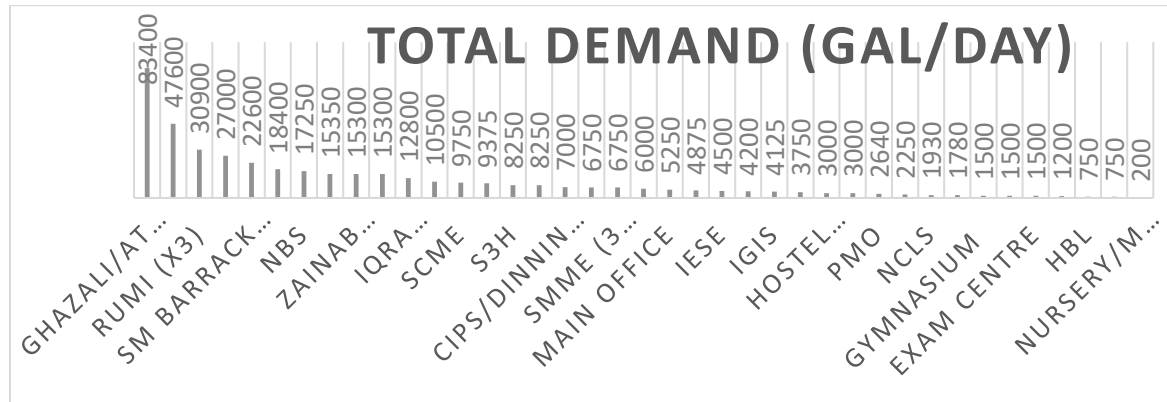 TOTAL DEMAND (GAL/DAY)
83400
47600
30900
27000
22600
18400
17250
15350
15300
15300
12800
10500
9750
9375
8250
8250
7000
6750
6750
6000
5250
4875
4500
4200
4125
3750
3000
3000
2640
2250
1930
1780
1500
1500
1500
1200
750
750
200
GHAZALI/AT...
RUMI (X3)
SM BARRACK...
NBS
ZAINAB...
IQRA...
SCME
S3H
CIPS/DINNIN...
SMME (3...
MAIN OFFICE
IESE
IGIS
HOSTEL...
PMO
NCLS
GYMNASIUM
EXAM CENTRE
HBL
NURSERY/M...